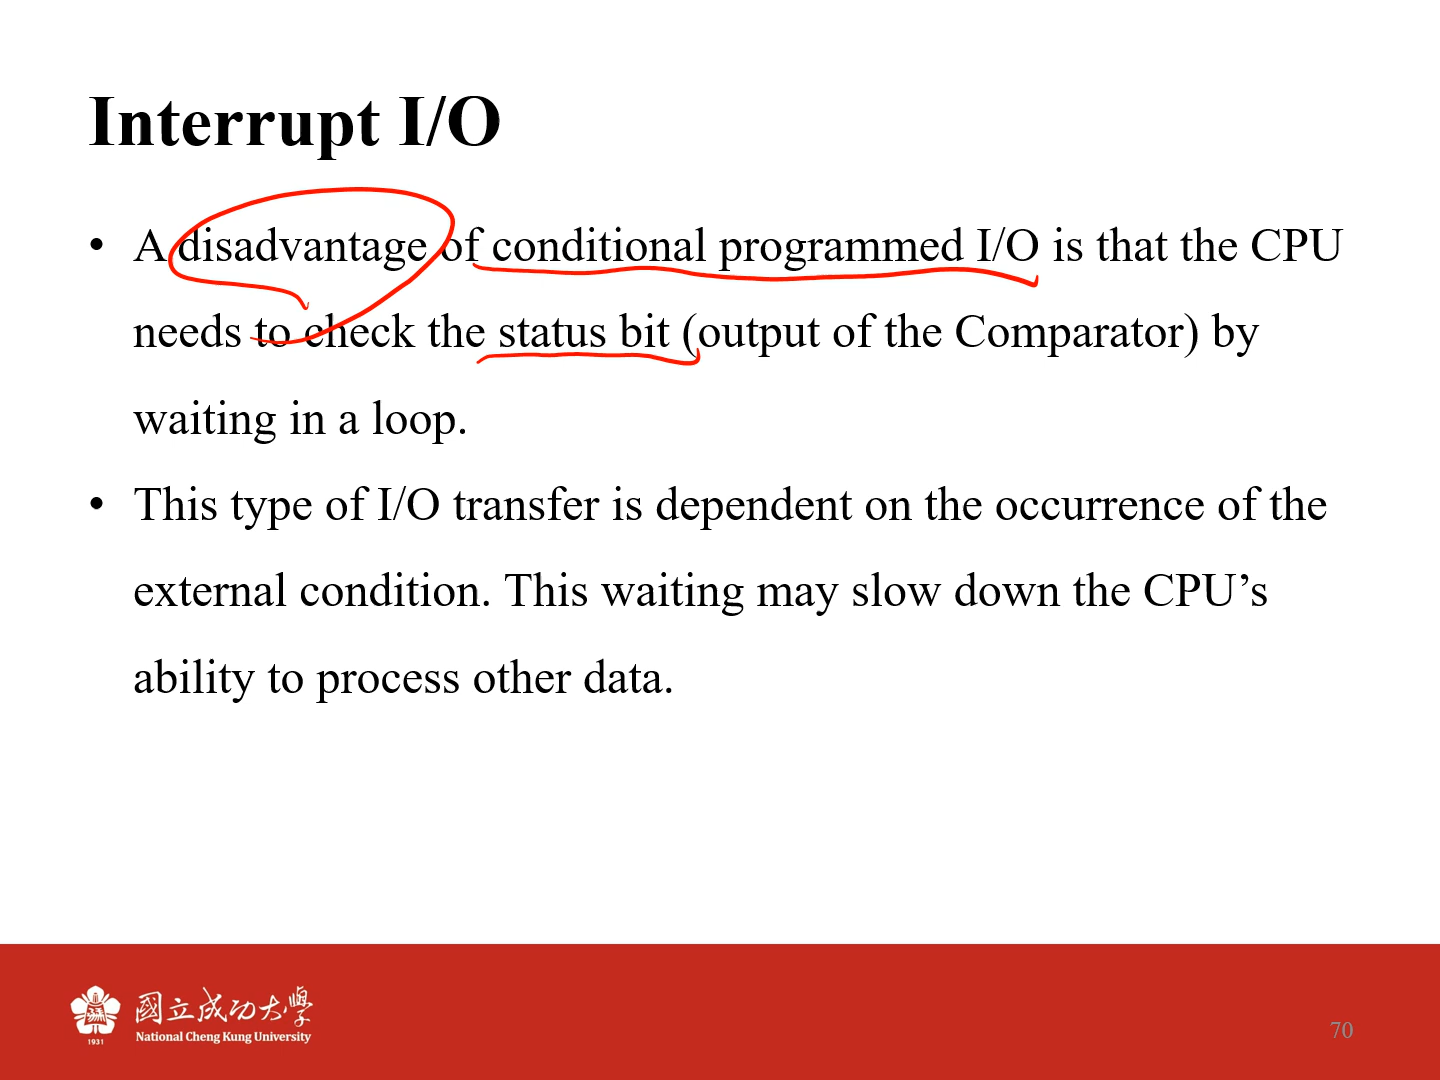 Interrupt I/O
• A disadvantage of conditional programmed I/O is that the CPU
needs to check the status bit (output of the Comparator) by
waiting in a loop.
• This type of I/O transfer is dependent on the occurrence of the
external condition. This waiting may slow down the CPU’s
ability to process other data.
國立成功大學
National Cheng Kung University
1931
70